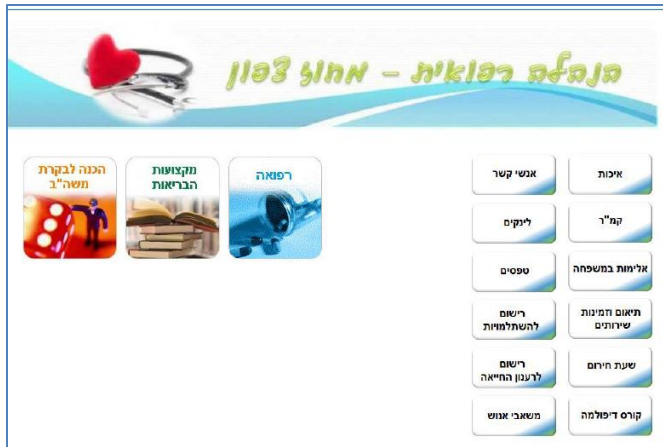 הנהלה רפואית – מחוז צפון
רפואה
מקצועות
הבריאות
הכנה לבקרת
משה"ב
איכות
אנשי קשר
קמ"ר
לינקים
אלימות במשפחה
טפסים
תיאום וזמינות
שירותים
רישום
להשתלמויות
שעת חירום
רישום
לרענון החייאה
קורס דיפולמה
משאבי אנוש